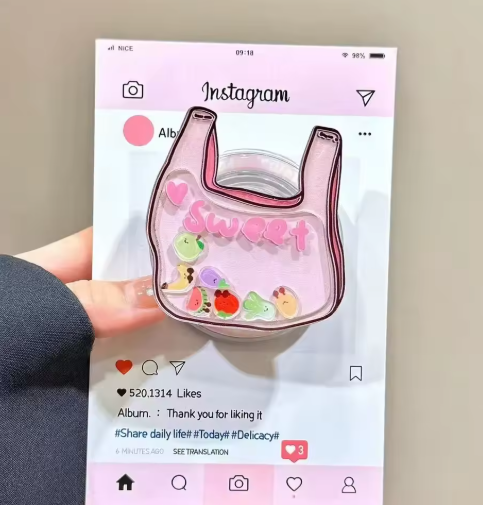 NICE 09:18 98%
Instagram
Sweet
520.1314 Likes
Album. : Thank you for liking it
#Share daily life# #Today# #Delicacy#
6 MINUTES AGO SEE TRANSLATION
3